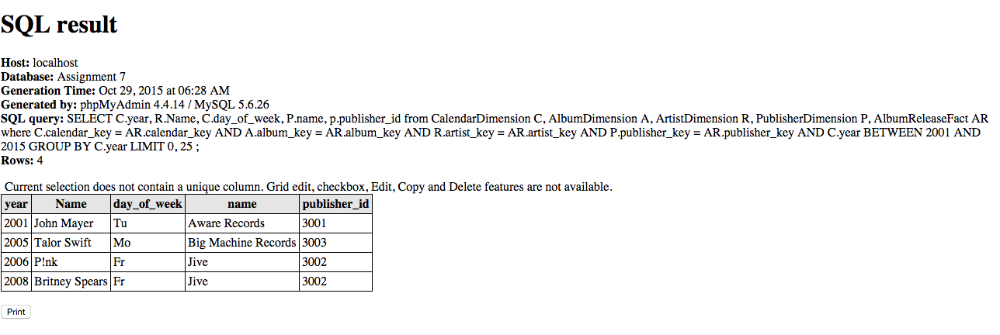 SQL result
Host: localhost
Database: Assignment 7
Generation Time: Oct 29, 2015 at 06:28 AM
Generated by: phpMyAdmin 4.4.14 / MySQL 5.6.26
SQL query: SELECT C.year, R.Name, C.day_of_week, P.name, p.publisher_id from CalendarDimension C, AlbumDimension A, ArtistDimension R, PublisherDimension P, AlbumReleaseFact AR
where C.calendar_key = AR.calendar_key AND A.album_key = AR.album_key AND R.artist_key = AR.artist_key AND P.publisher_key = AR.publisher_key AND C.year BETWEEN 2001 AND
2015 GROUP BY C.year LIMIT 0, 25 ;
Rows: 4
Current selection does not contain a unique column. Grid edit, checkbox, Edit, Copy and Delete features are not available.
year Name day_of_week name publisher_id
2001 John Mayer Tu Aware Records 3001
2005 Talor Swift Mo Big Machine Records 3003
2006 P!nk Fr Jive 3002
2008 Britney Spears Fr Jive 3002
Print